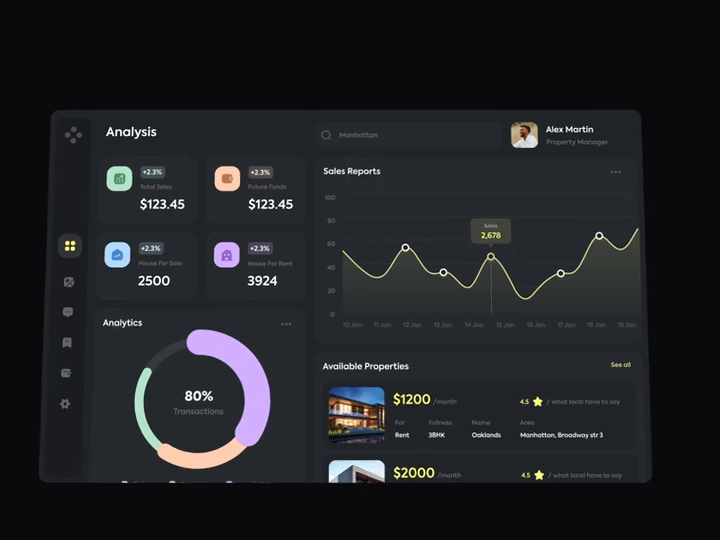 Analysis
Manhattan
Alex Martin
Property Manager
+2.3%
Total Sales
$123.45
+2.3%
Future Funds
$123.45
+2.3%
House For Sale
2500
+2.3%
House For Rent
3924
Sales Reports
100
80
60
40
20
0
Sales
2,678
10 Jan 11 Jan 12 Jan 13 Jan 14 Jan 15 Jan 16 Jan 17 Jan 18 Jan 19 Jan
Analytics
80%
Transactions
Available Properties
See all
$1200 /month
4.5 / what local have to say
For Fullness Name Area
Rent 3BHK Oaklands Manhatton, Broadway str 3
$2000 /month
4.5 / what local have to say